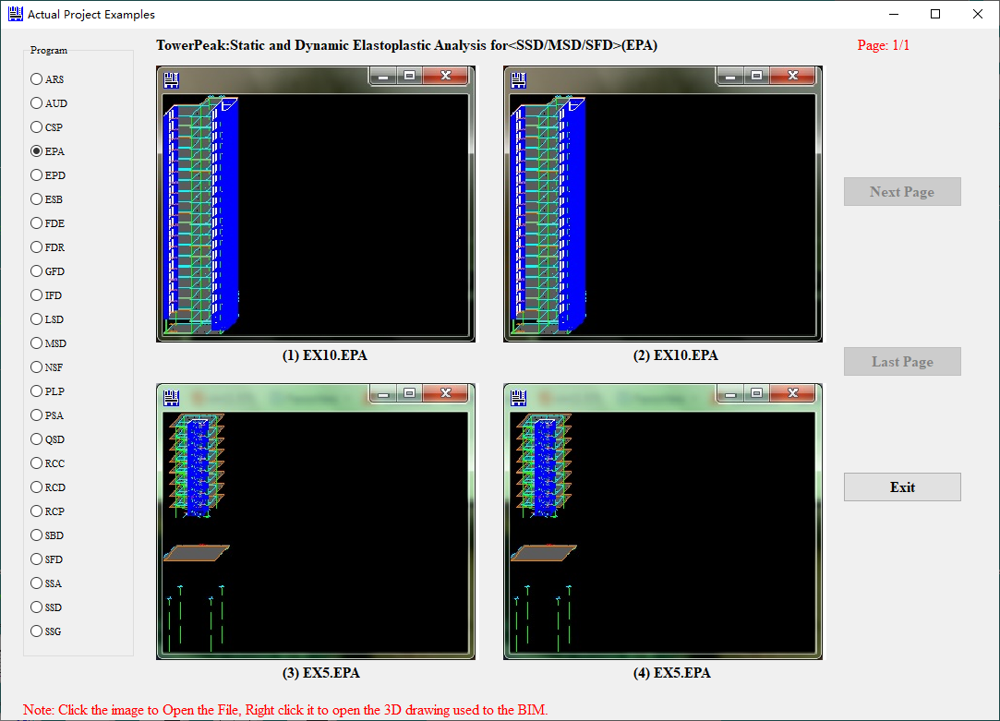 Actual Project Examples
Program
ARS
AUD
CSP
EPA
EPD
ESB
FDE
FDR
GFD
IFD
LSD
MSD
NSF
PLP
PSA
QSD
RCC
RCD
RCP
SBD
SFD
SSA
SSD
SSG
TowerPeak:Static and Dynamic Elastoplastic Analysis for<SSD/MSD/SFD>(EPA)
Page: 1/1
(1) EX10.EPA
(2) EX10.EPA
(3) EX5.EPA
(4) EX5.EPA
Next Page
Last Page
Exit
Note: Click the image to Open the File, Right click it to open the 3D drawing used to the BIM.